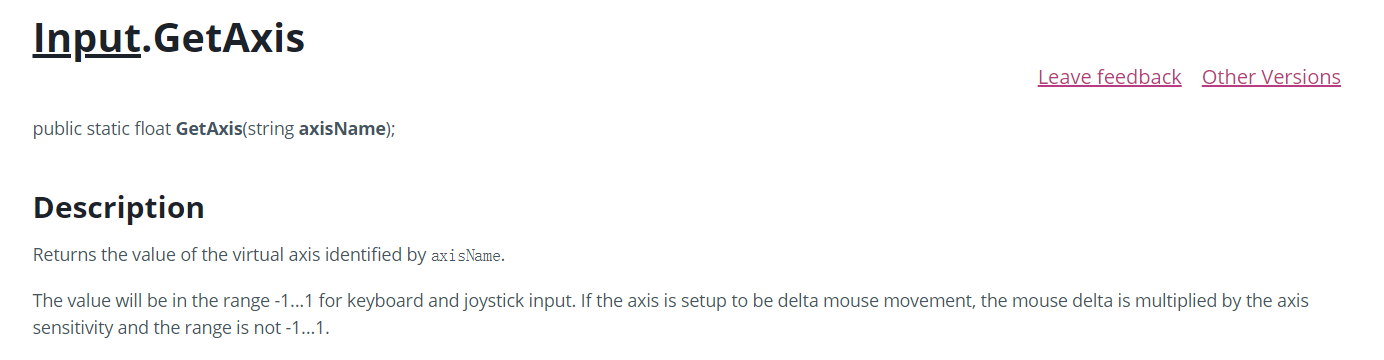 Input.GetAxis
Leave feedback Other Versions
public static float GetAxis(string axisName);
Description
Returns the value of the virtual axis identified by axisName.
The value will be in the range -1...1 for keyboard and joystick input. If the axis is setup to be delta mouse movement, the mouse delta is multiplied by the axis
sensitivity and the range is not -1...1.